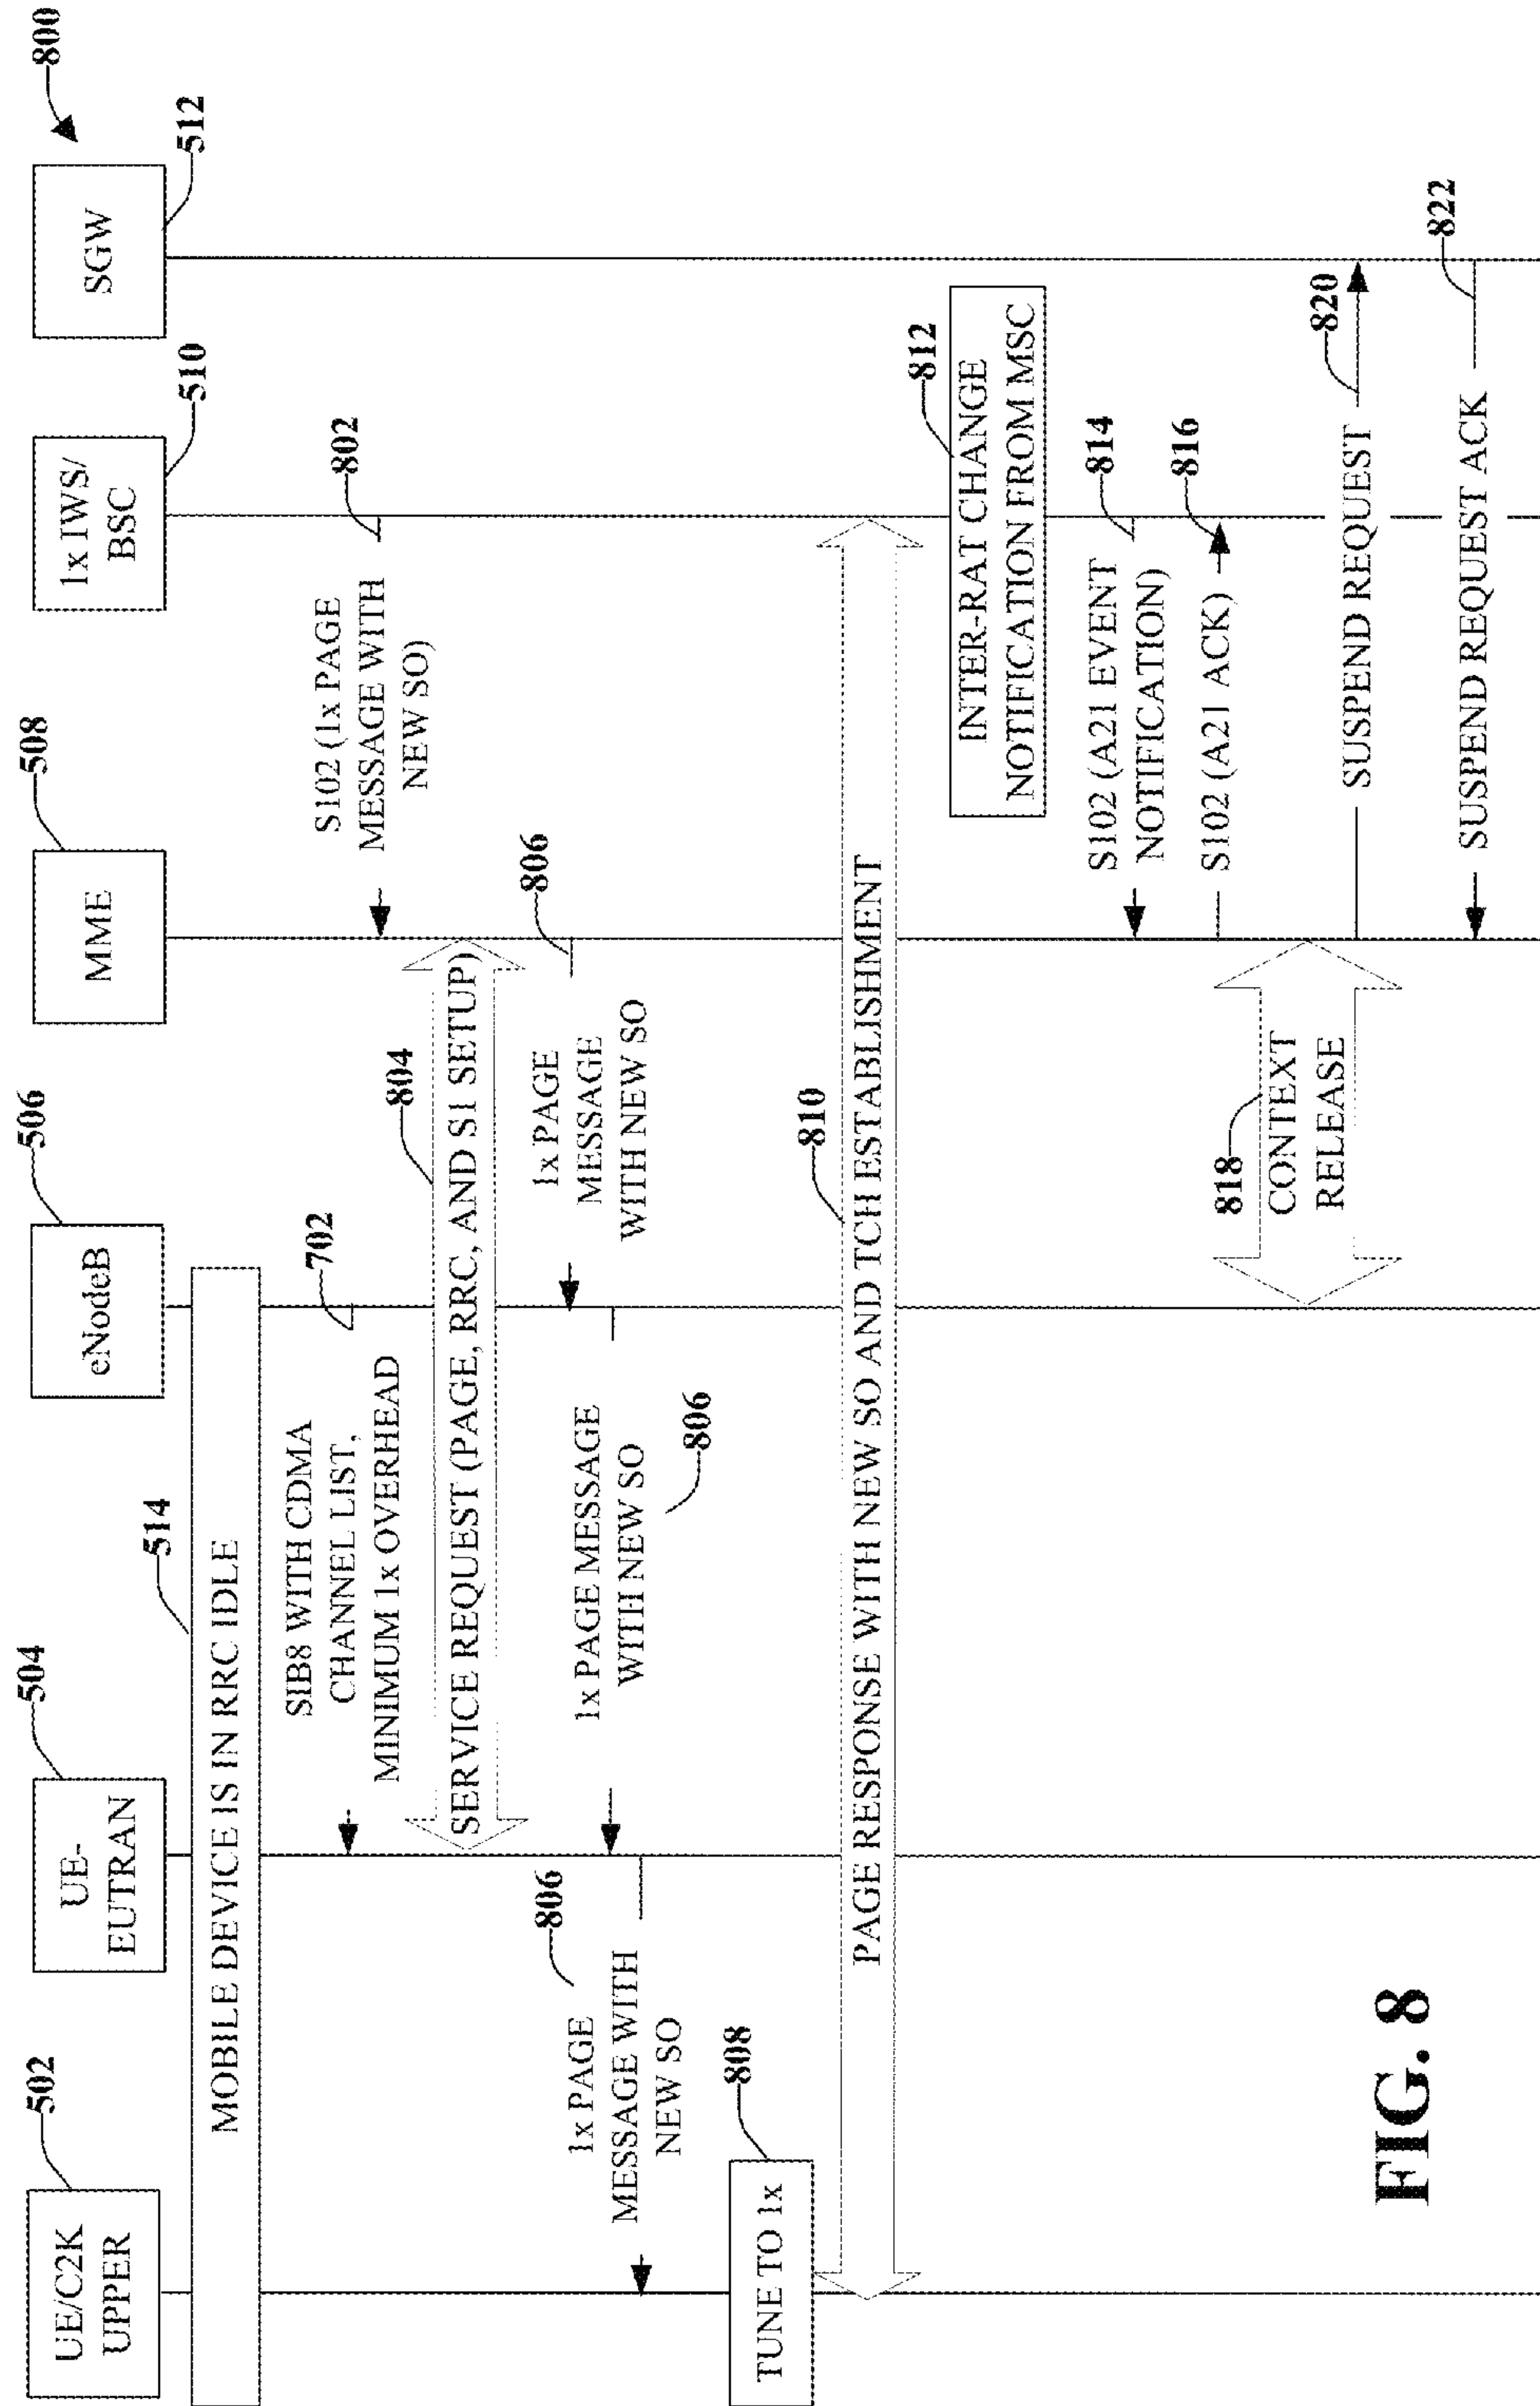 800
502
504
506
508
510
512
UE/C2K
UPPER
UE-
EUTRAN
eNodeB
MME
1x IWS/
BSC
SGW
514
MOBILE DEVICE IS IN RRC IDLE
702
SIB8 WITH CDMA
CHANNEL LIST,
MINIMUM 1x OVERHEAD
802
S102 (1x PAGE
MESSAGE WITH
NEW SO)
804
SERVICE REQUEST (PAGE, RRC, AND S1 SETUP)
806
1x PAGE
MESSAGE
WITH NEW SO
1x PAGE MESSAGE
WITH NEW SO
806
806
1x PAGE
MESSAGE WITH
NEW SO
808
TUNE TO 1x
810
PAGE RESPONSE WITH NEW SO AND TCH ESTABLISHMENT
812
INTER-RAT CHANGE
NOTIFICATION FROM MSC
814
S102 (A21 EVENT
NOTIFICATION)
816
S102 (A21 ACK)
818
CONTEXT
RELEASE
820
SUSPEND REQUEST
822
SUSPEND REQUEST ACK
FIG. 8